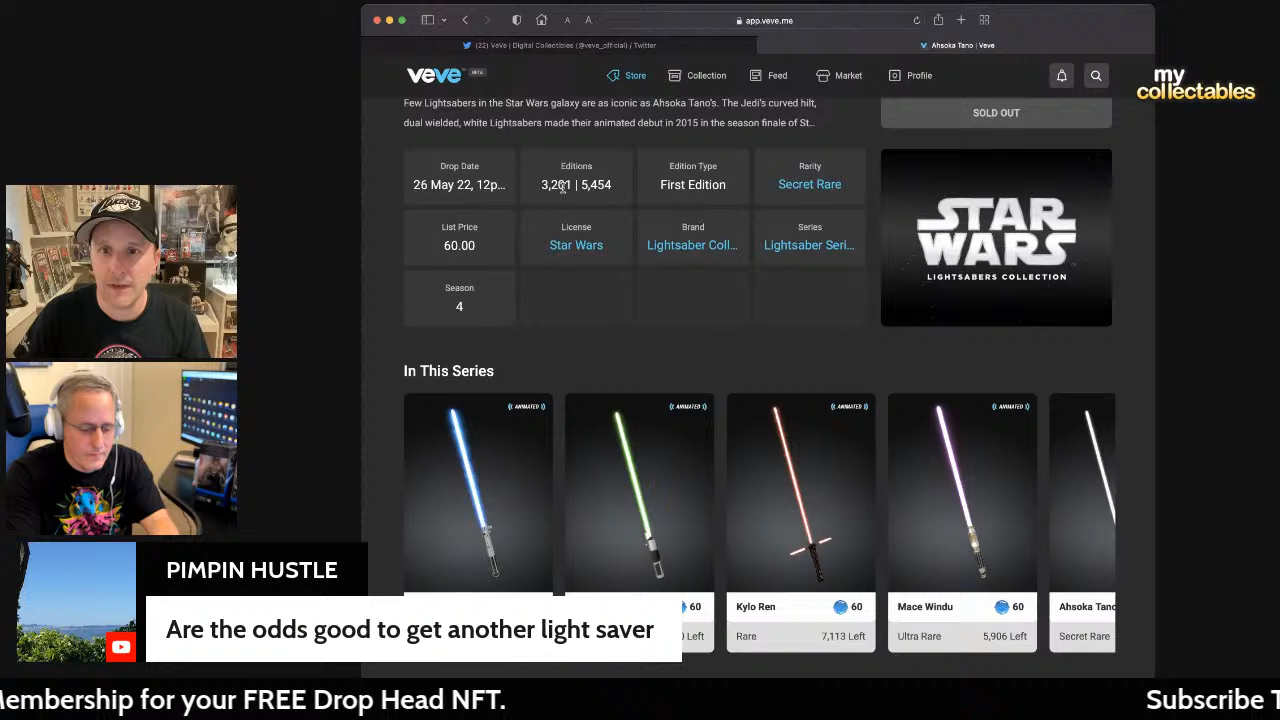 app.veve.me
(22) VeVe | Digital Collectibles (@veve_official) / Twitter
Ahsoka Tano | Veve
veve BETA
Store
Collection
Feed
Market
Profile
my collectables
Few Lightsabers in the Star Wars galaxy are as iconic as Ahsoka Tano's. The Jedi's curved hilt,
dual wielded, white Lightsabers made their animated debut in 2015 in the season finale of St...
SOLD OUT
Drop Date
26 May 22, 12p...
Editions
3,201 | 5,454
Edition Type
First Edition
Rarity
Secret Rare
List Price
60.00
License
Star Wars
Brand
Lightsaber Coll...
Series
Lightsaber Seri...
Season
4
STAR
WARS
LIGHTSABERS COLLECTION
In This Series
ANIMATED
ANIMATED
ANIMATED
ANIMATED
60
Left
Kylo Ren
60
Rare
7,113 Left
Mace Windu
60
Ultra Rare
5,906 Left
Ahsoka Tano
Secret Rare
PIMPIN HUSTLE
Are the odds good to get another light saver
Membership for your FREE Drop Head NFT.
Subscribe